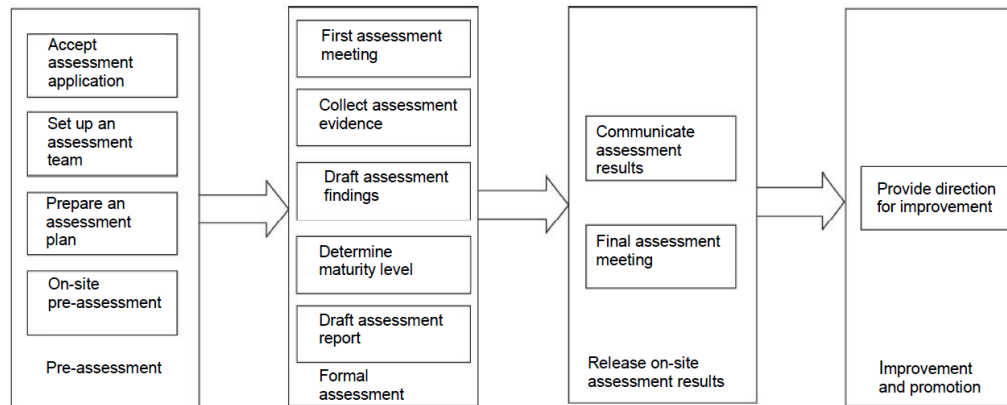 Accept
assessment
application
Set up an
assessment
team
Prepare an
assessment
plan
On-site
pre-assessment
Pre-assessment
First assessment
meeting
Collect assessment
evidence
Draft assessment
findings
Determine
maturity level
Draft assessment
report
Formal
assessment
Communicate
assessment
results
Final assessment
meeting
Release on-site
assessment results
Provide direction
for improvement
Improvement
and promotion